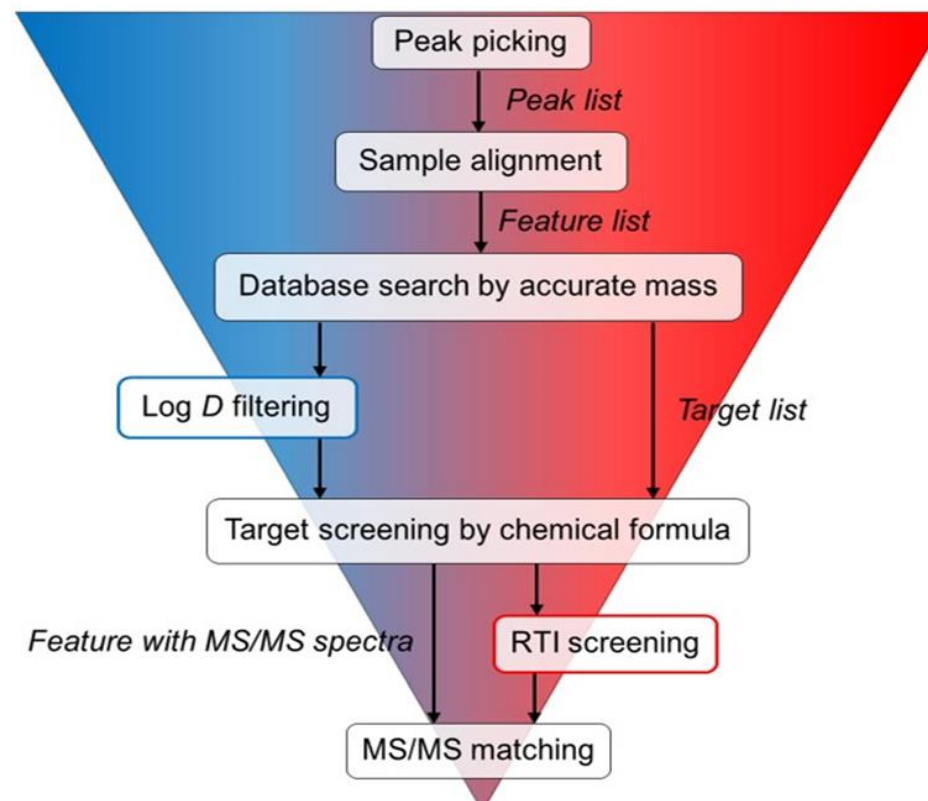 Peak picking
Peak list
Sample alignment
Feature list
Database search by accurate mass
Log D filtering
Target list
Target screening by chemical formula
Feature with MS/MS spectra
RTI screening
MS/MS matching